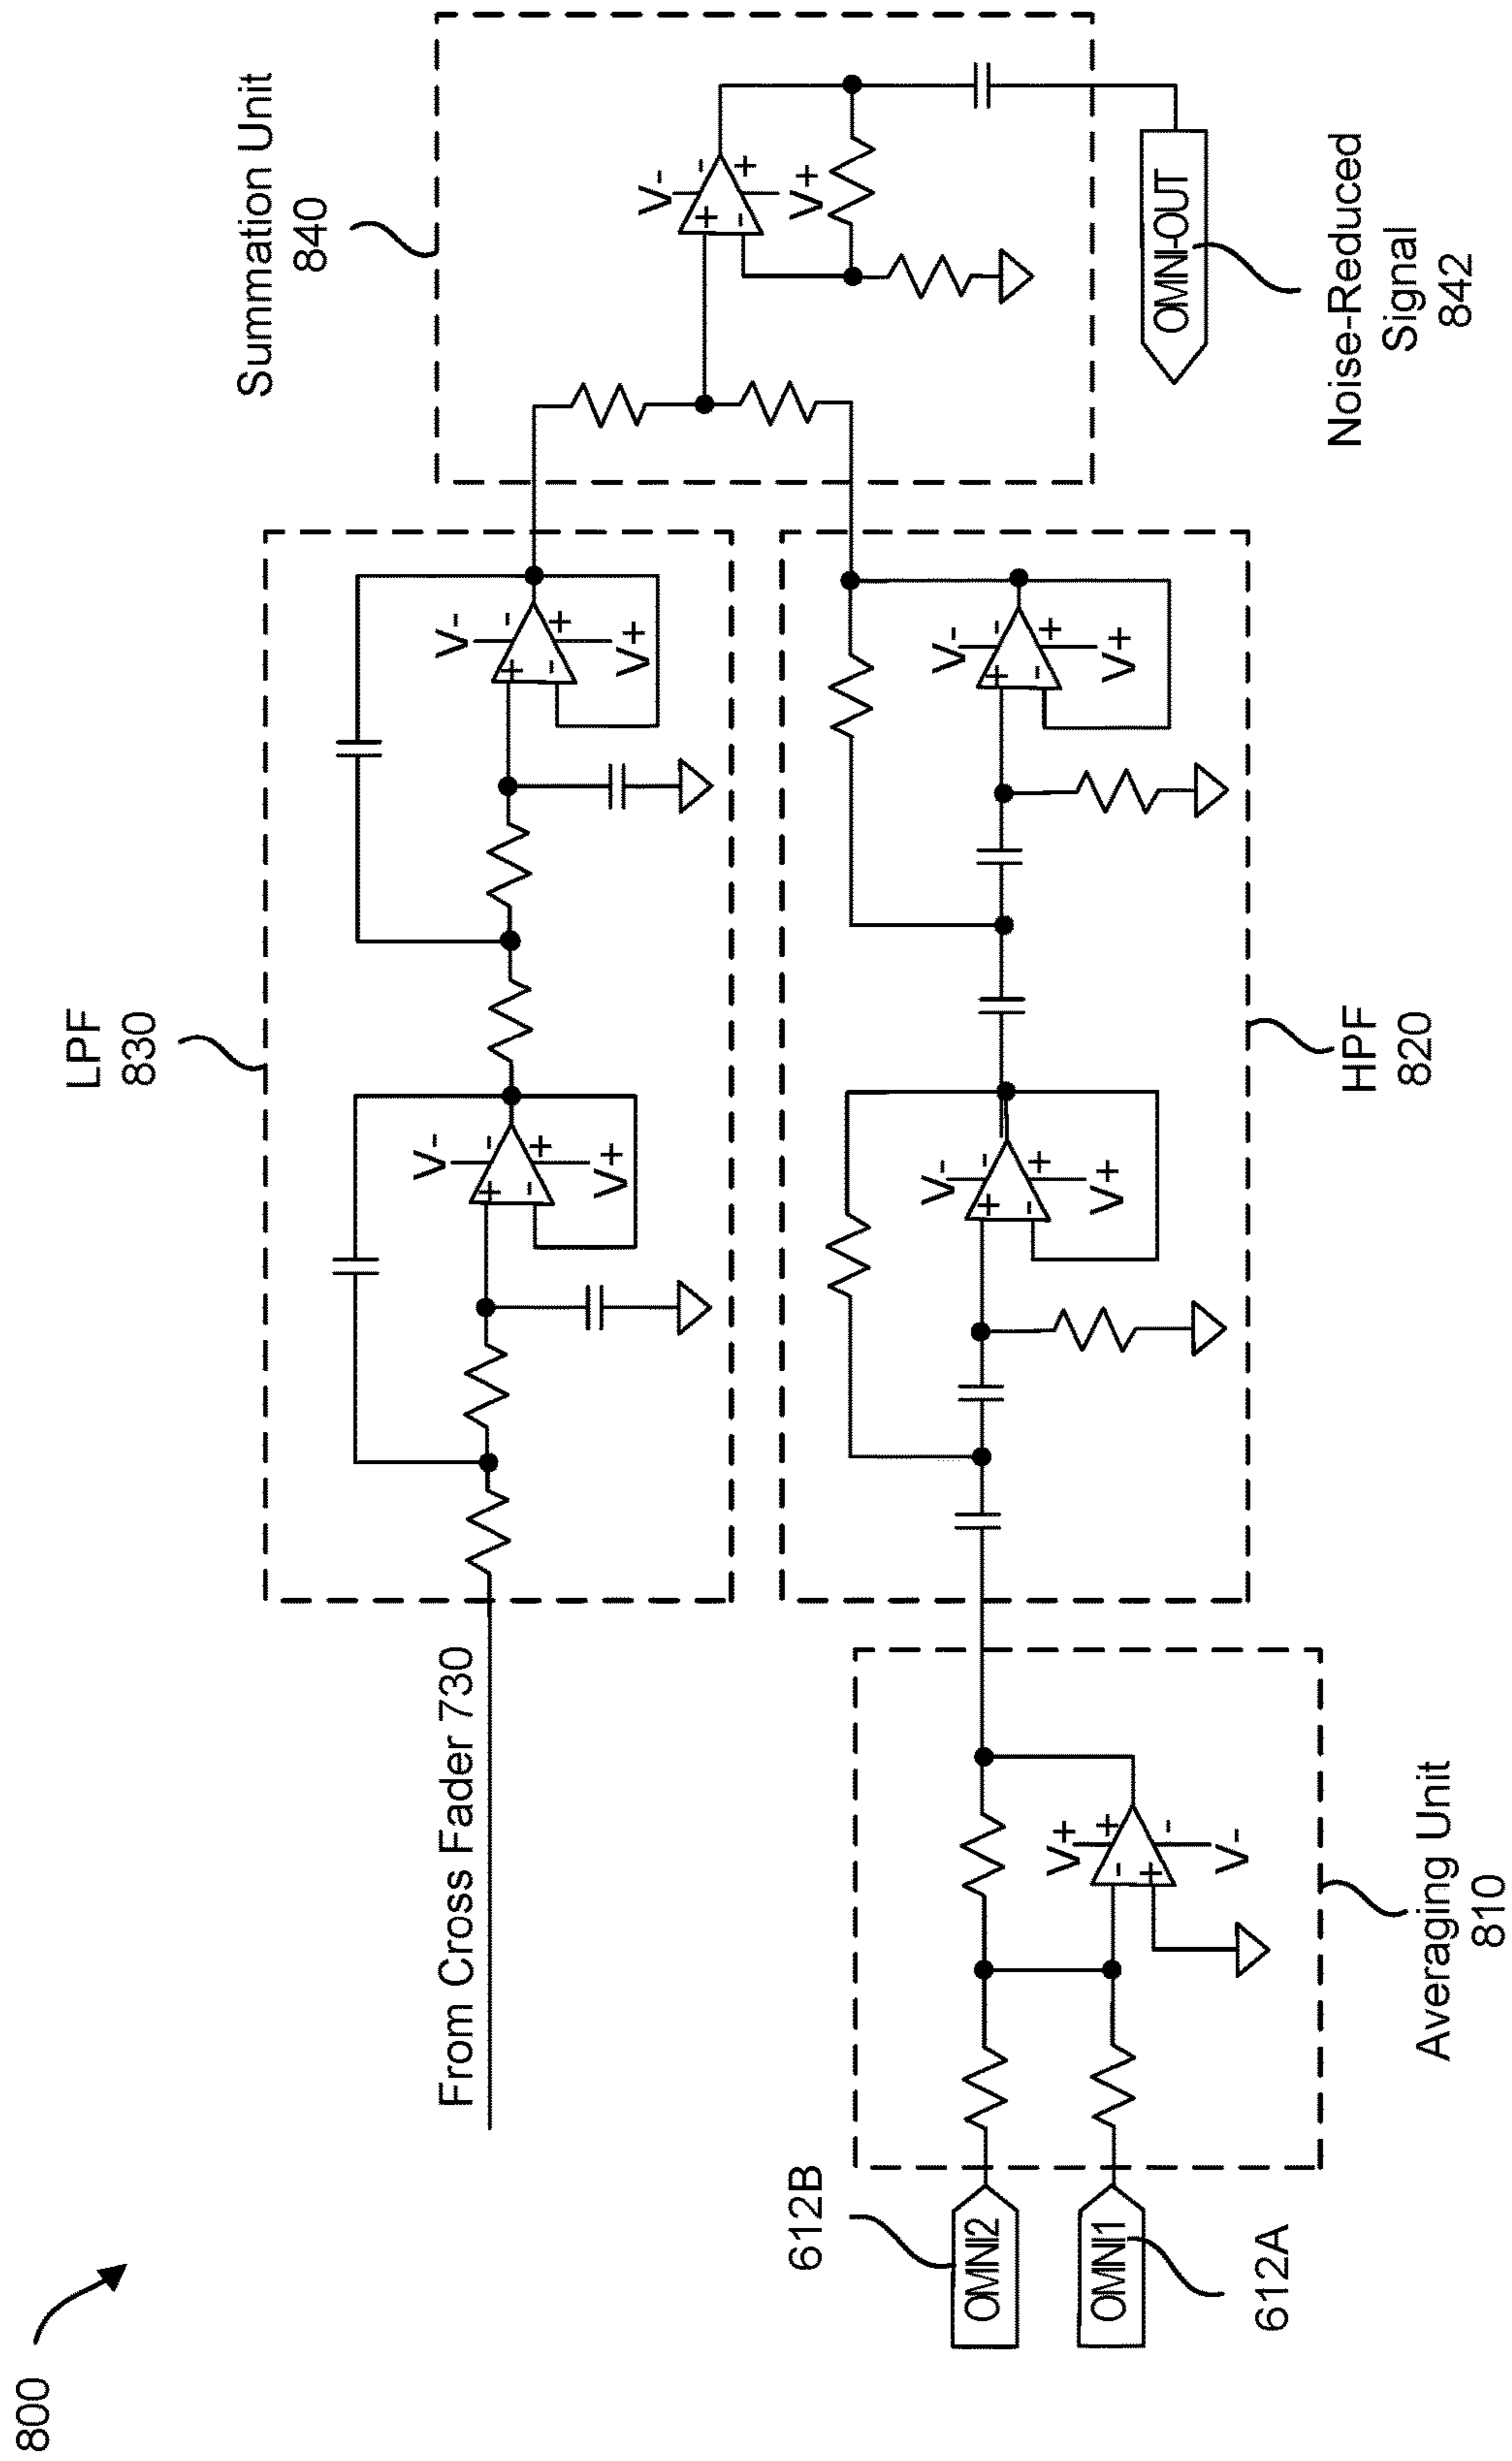 800
Summation Unit
840
V-
+
-
-
+
V+
OMNI-OUT
Noise-Reduced
Signal
842
LPF
830
V-
+
-
-
+
V+
V-
+
-
-
+
V+
From Cross Fader 730
HPF
820
V-
+
-
-
+
V+
V-
+
-
-
+
V+
V+
-
+
+
-
V-
Averaging Unit
810
612B
OMNI2
OMNI1
612A